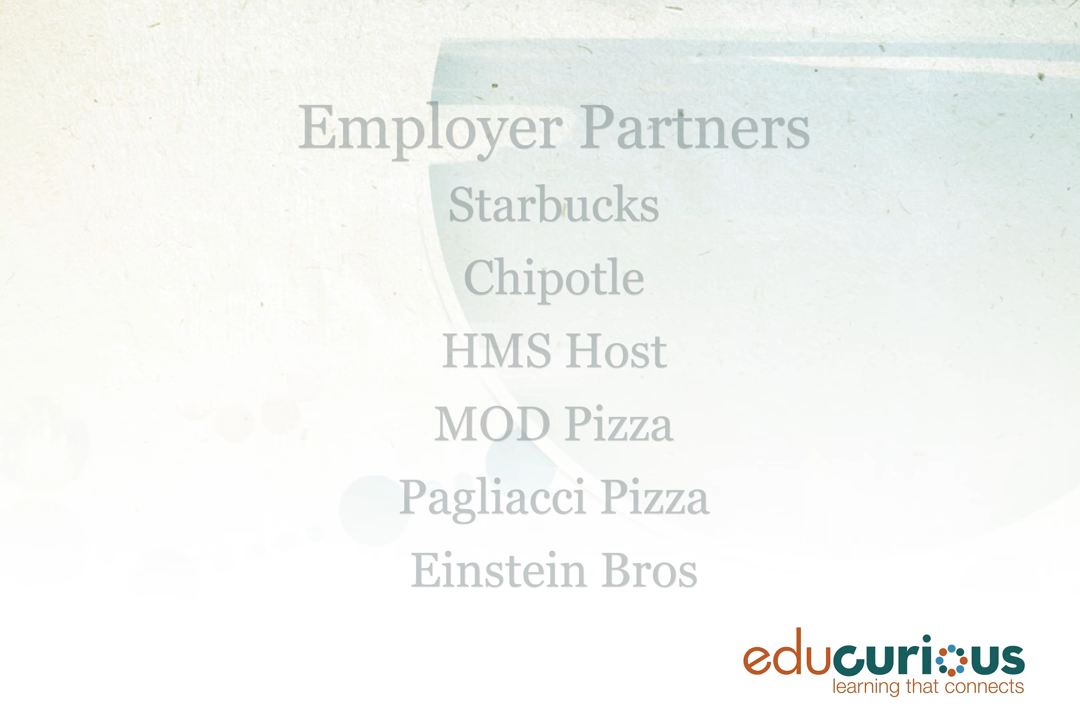 Employer Partners
Starbucks
Chipotle
HMS Host
MOD Pizza
Pagliacci Pizza
Einstein Bros
educurious
learning that connects